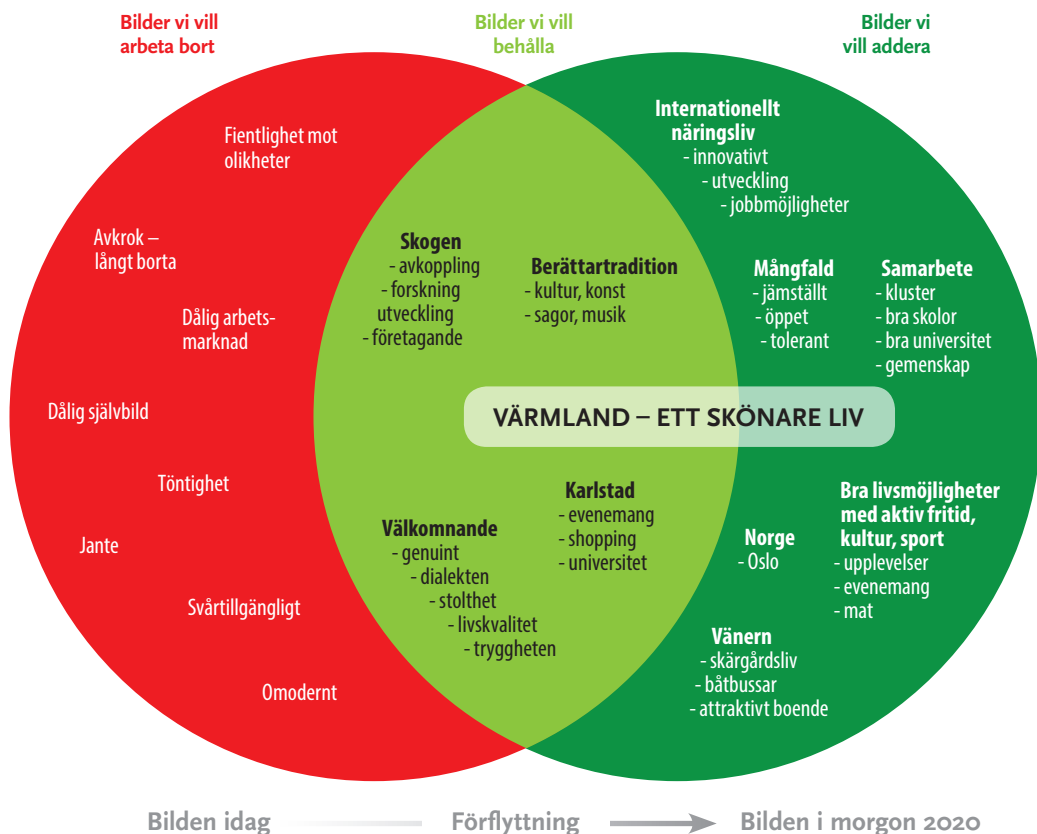 Bilder vi vill
arbeta bort
Bilder vi vill
behålla
Bilder vi
vill addera
Fientlighet mot
olikheter
Avkrok –
långt borta
Dålig arbets-
marknad
Dålig självbild
Töntighet
Jante
Svårtillgängligt
Omodernt
Skogen
- avkoppling
- forskning
utveckling
- företagande
Berättartradition
- kultur, konst
- sagor, musik
VÄRMLAND – ETT SKÖNARE LIV
Välkomnande
- genuint
- dialekten
- stolthet
- livskvalitet
- tryggheten
Karlstad
- evenemang
- shopping
- universitet
Internationellt
näringsliv
- innovativt
- utveckling
- jobbmöjligheter
Mångfald
- jämställt
- öppet
- tolerant
Samarbete
- kluster
- bra skolor
- bra universitet
- gemenskap
Norge
- Oslo
Bra livsmöjligheter
med aktiv fritid,
kultur, sport
- upplevelser
- evenemang
- mat
Vänern
- skärgårdsliv
- båtbussar
- attraktivt boende
Bilden idag
Förflyttning
Bilden i morgon 2020